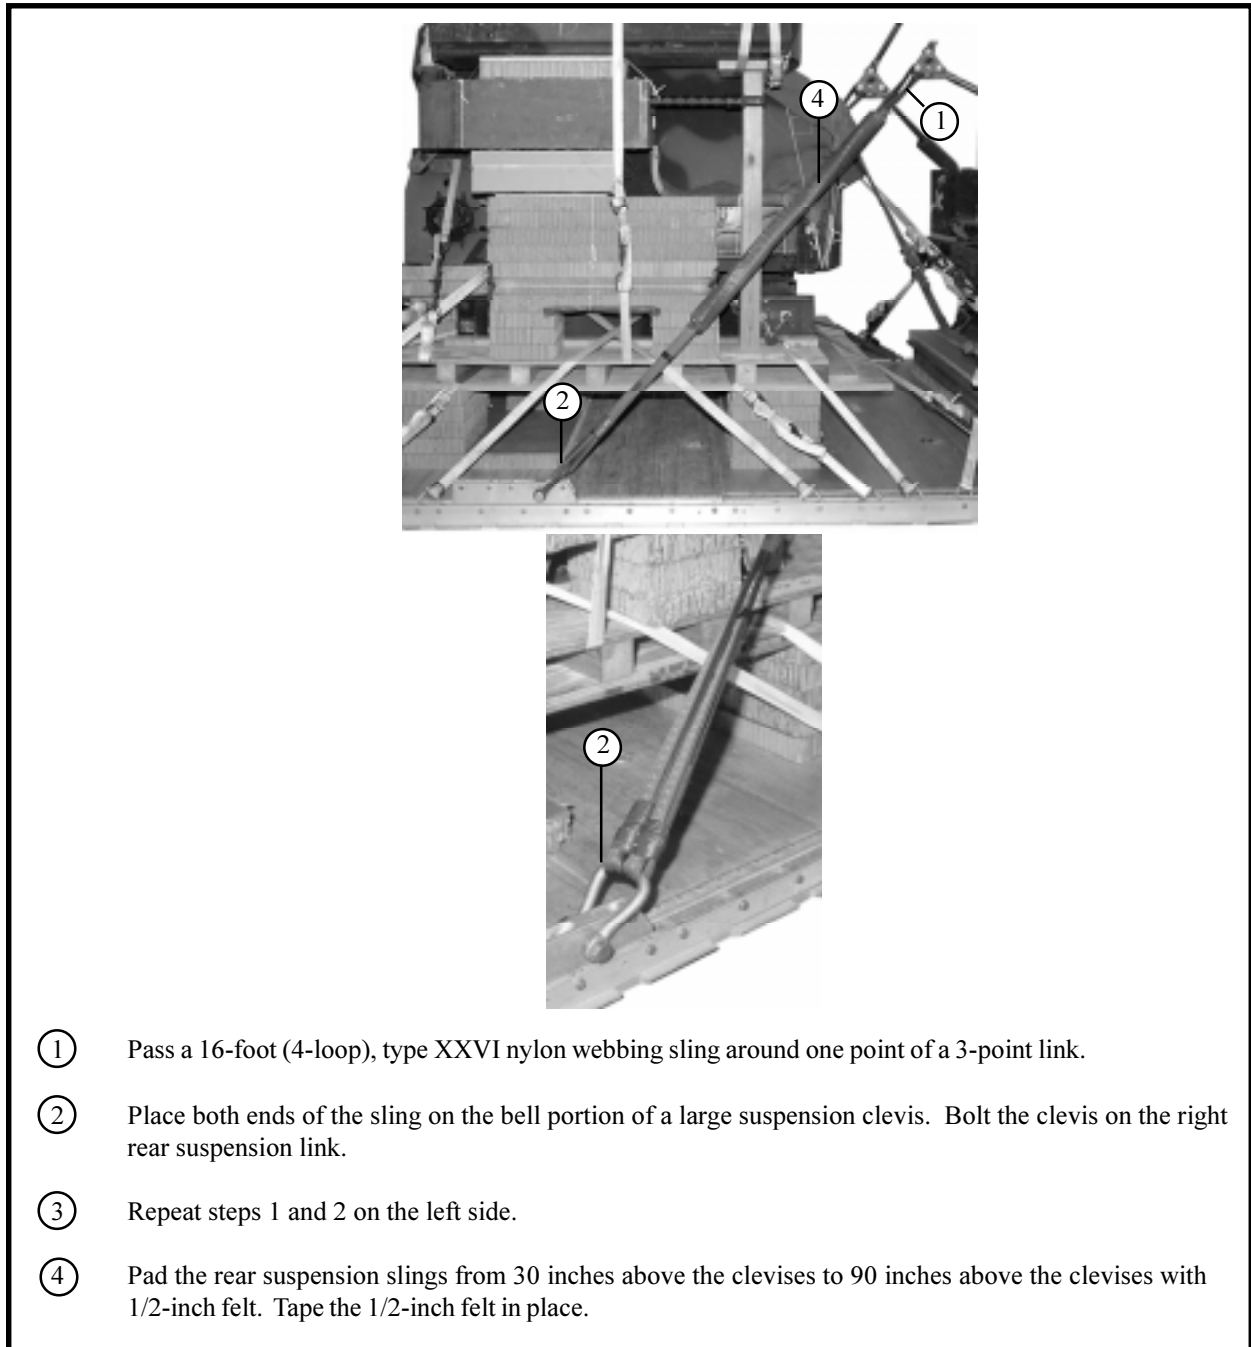 4
1
2
2
1 Pass a 16-foot (4-loop), type XXVI nylon webbing sling around one point of a 3-point link.
2 Place both ends of the sling on the bell portion of a large suspension clevis. Bolt the clevis on the right
rear suspension link.
3 Repeat steps 1 and 2 on the left side.
4 Pad the rear suspension slings from 30 inches above the clevises to 90 inches above the clevises with
1/2-inch felt. Tape the 1/2-inch felt in place.